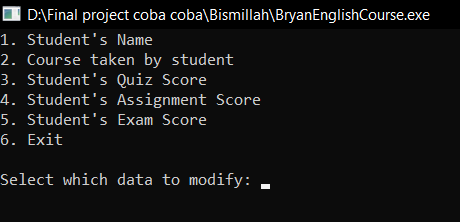 D:\Final project coba coba\Bismillah\BryanEnglishCourse.exe
1. Student's Name
2. Course taken by student
3. Student's Quiz Score
4. Student's Assignment Score
5. Student's Exam Score
6. Exit
Select which data to modify: